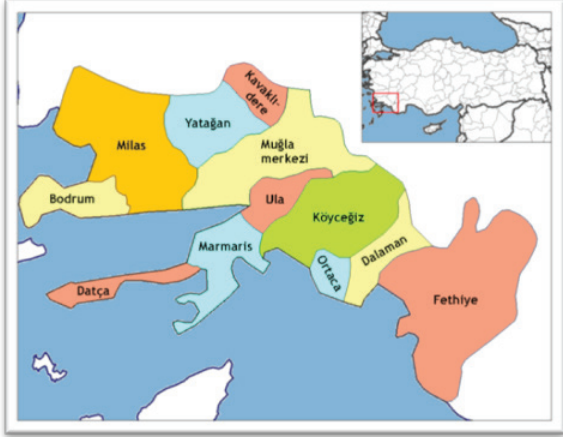 Kavaklı-
dere
Yatağan
Milas
Muğla
merkezi
Bodrum
Ula
Köyceğiz
Marmaris
Dalaman
Ortaca
Datça
Fethiye